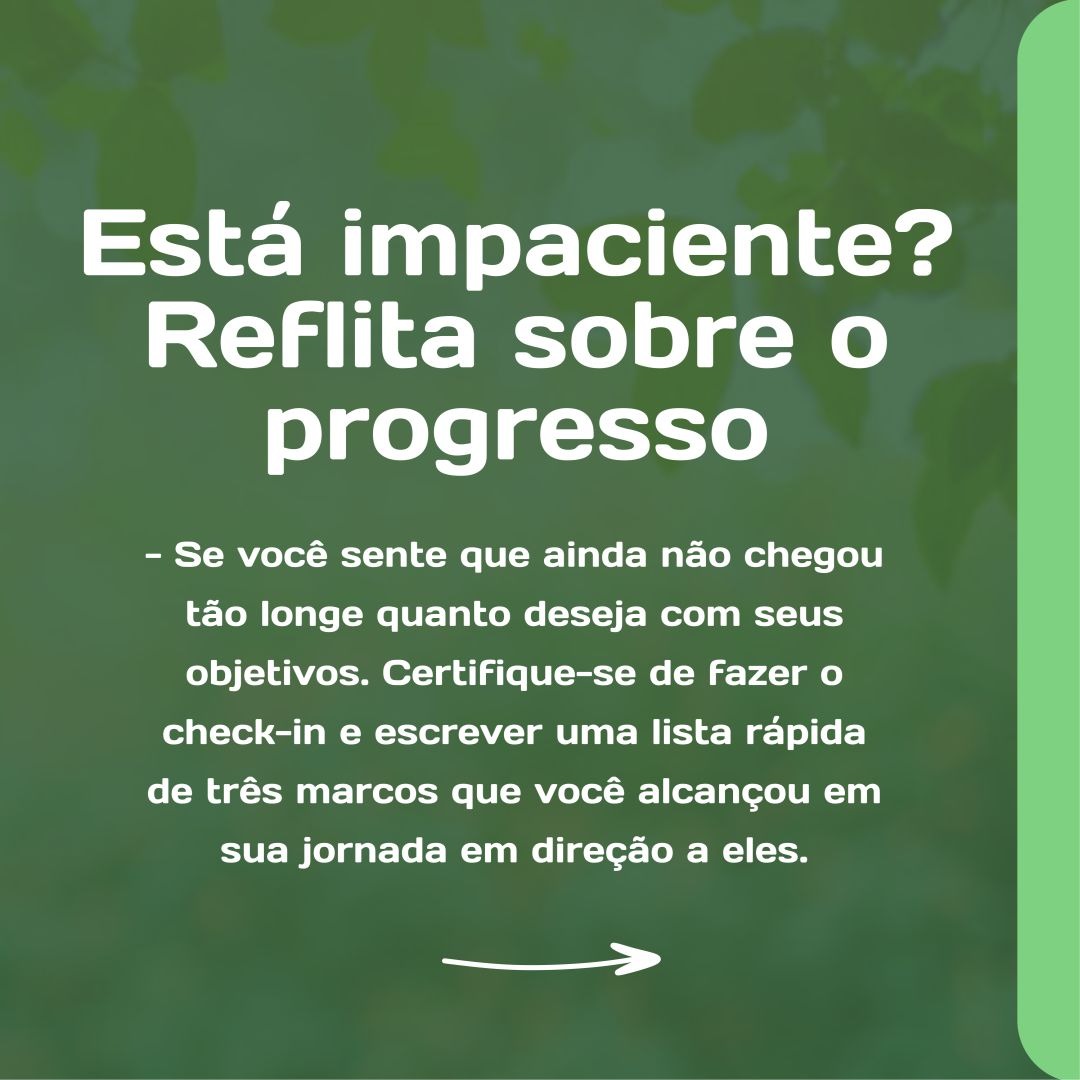 Está impaciente?
Reflita sobre o
progresso
- Se você sente que ainda não chegou
tão longe quanto deseja com seus
objetivos. Certifique-se de fazer o
check-in e escrever uma lista rápida
de três marcos que você alcançou em
sua jornada em direção a eles.